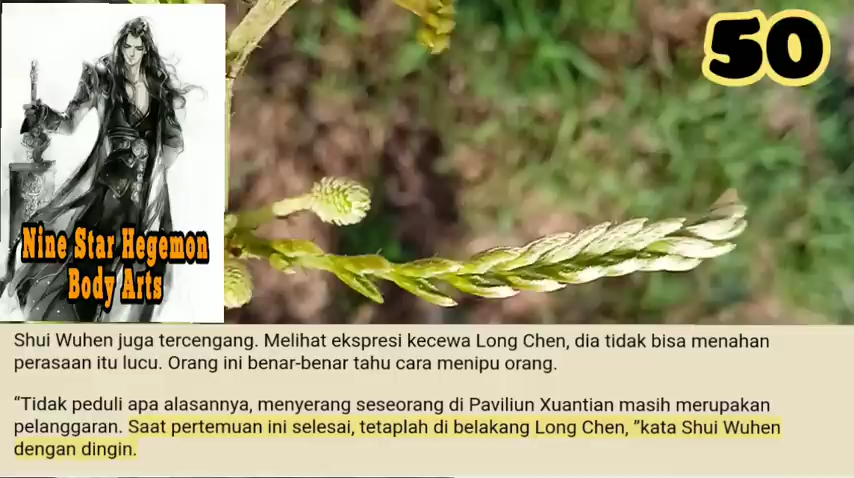 50
Nine Star Hegemon
Body Arts
Shui Wuhen juga tercengang. Melihat ekspresi kecewa Long Chen, dia tidak bisa menahan
perasaan itu lucu. Orang ini benar-benar tahu cara menipu orang.
“Tidak peduli apa alasannya, menyerang seseorang di Paviliun Xuantian masih merupakan
pelanggaran. Saat pertemuan ini selesai, tetaplah di belakang Long Chen, ”kata Shui Wuhen
dengan dingin.